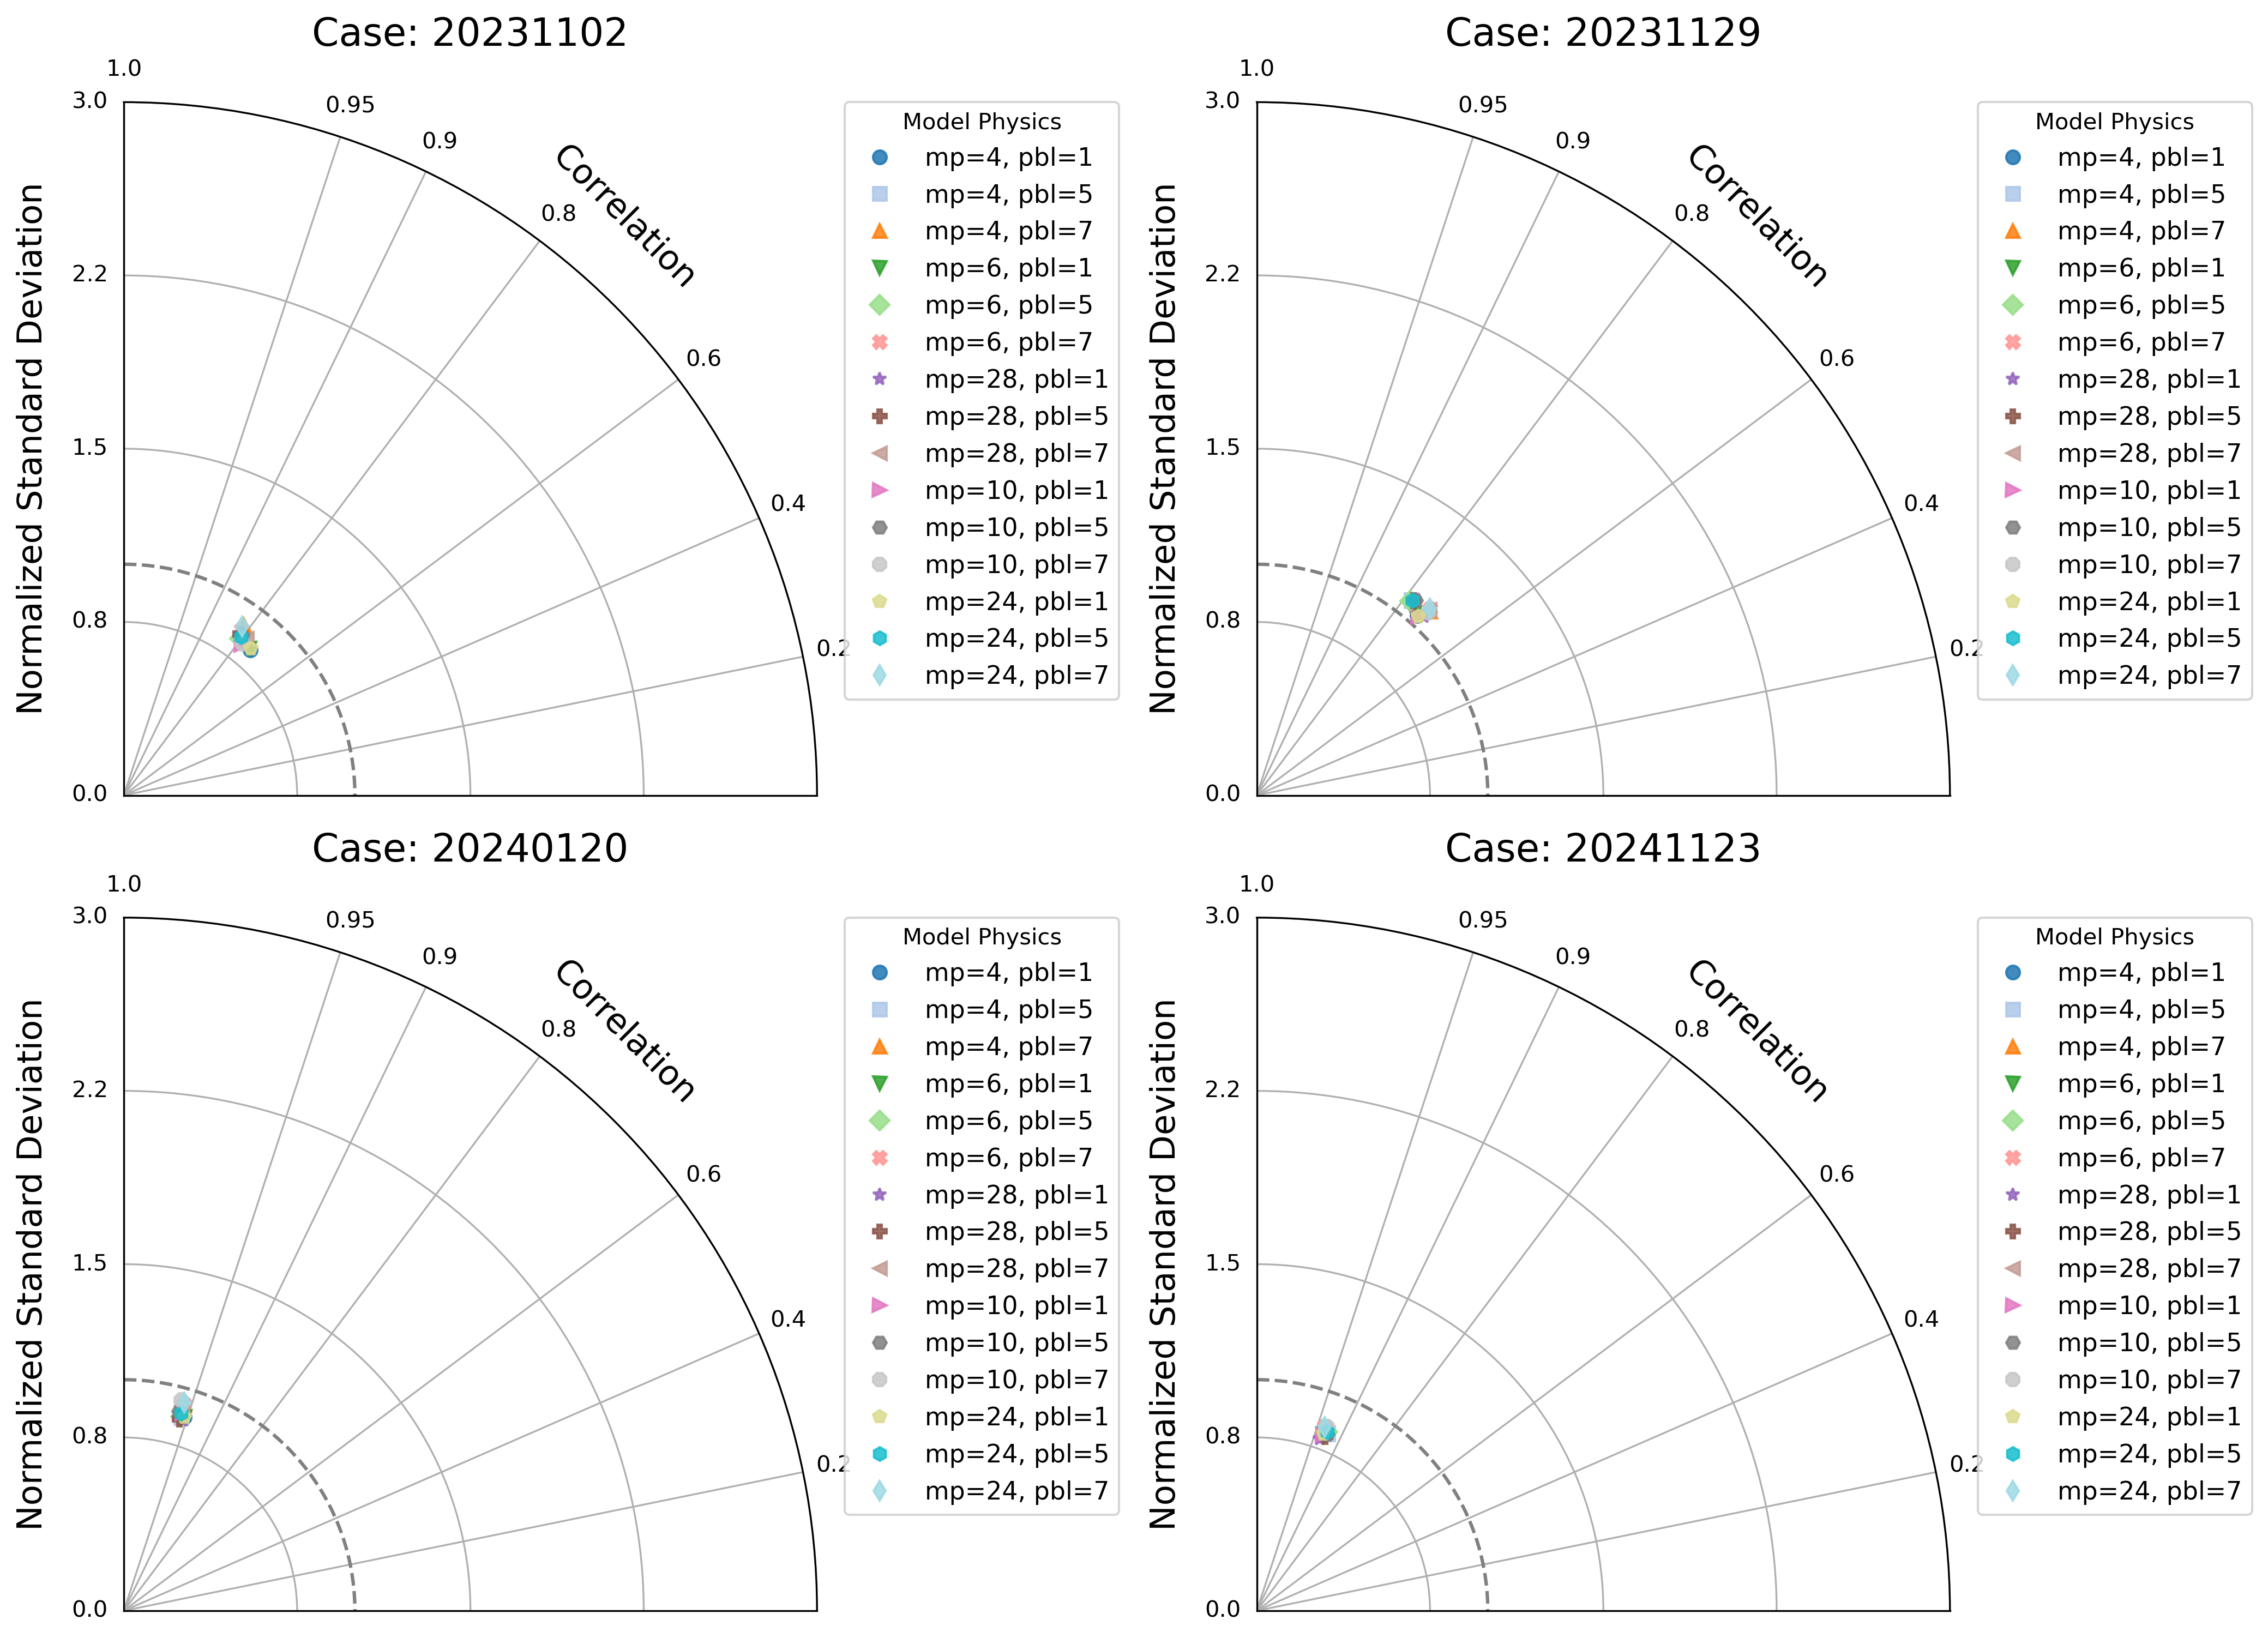 Case: 20231102
1.0
3.0
0.95
0.9
0.8
0.6
0.4
0.2
2.2
1.5
0.8
0.0
Normalized Standard Deviation
Correlation
Model Physics
mp=4, pbl=1
mp=4, pbl=5
mp=4, pbl=7
mp=6, pbl=1
mp=6, pbl=5
mp=6, pbl=7
mp=28, pbl=1
mp=28, pbl=5
mp=28, pbl=7
mp=10, pbl=1
mp=10, pbl=5
mp=10, pbl=7
mp=24, pbl=1
mp=24, pbl=5
mp=24, pbl=7
Case: 20231129
1.0
3.0
0.95
0.9
0.8
0.6
0.4
0.2
2.2
1.5
0.8
0.0
Normalized Standard Deviation
Correlation
Model Physics
mp=4, pbl=1
mp=4, pbl=5
mp=4, pbl=7
mp=6, pbl=1
mp=6, pbl=5
mp=6, pbl=7
mp=28, pbl=1
mp=28, pbl=5
mp=28, pbl=7
mp=10, pbl=1
mp=10, pbl=5
mp=10, pbl=7
mp=24, pbl=1
mp=24, pbl=5
mp=24, pbl=7
Case: 20240120
1.0
3.0
0.95
0.9
0.8
0.6
0.4
0.2
2.2
1.5
0.8
0.0
Normalized Standard Deviation
Correlation
Model Physics
mp=4, pbl=1
mp=4, pbl=5
mp=4, pbl=7
mp=6, pbl=1
mp=6, pbl=5
mp=6, pbl=7
mp=28, pbl=1
mp=28, pbl=5
mp=28, pbl=7
mp=10, pbl=1
mp=10, pbl=5
mp=10, pbl=7
mp=24, pbl=1
mp=24, pbl=5
mp=24, pbl=7
Case: 20241123
1.0
3.0
0.95
0.9
0.8
0.6
0.4
0.2
2.2
1.5
0.8
0.0
Normalized Standard Deviation
Correlation
Model Physics
mp=4, pbl=1
mp=4, pbl=5
mp=4, pbl=7
mp=6, pbl=1
mp=6, pbl=5
mp=6, pbl=7
mp=28, pbl=1
mp=28, pbl=5
mp=28, pbl=7
mp=10, pbl=1
mp=10, pbl=5
mp=10, pbl=7
mp=24, pbl=1
mp=24, pbl=5
mp=24, pbl=7